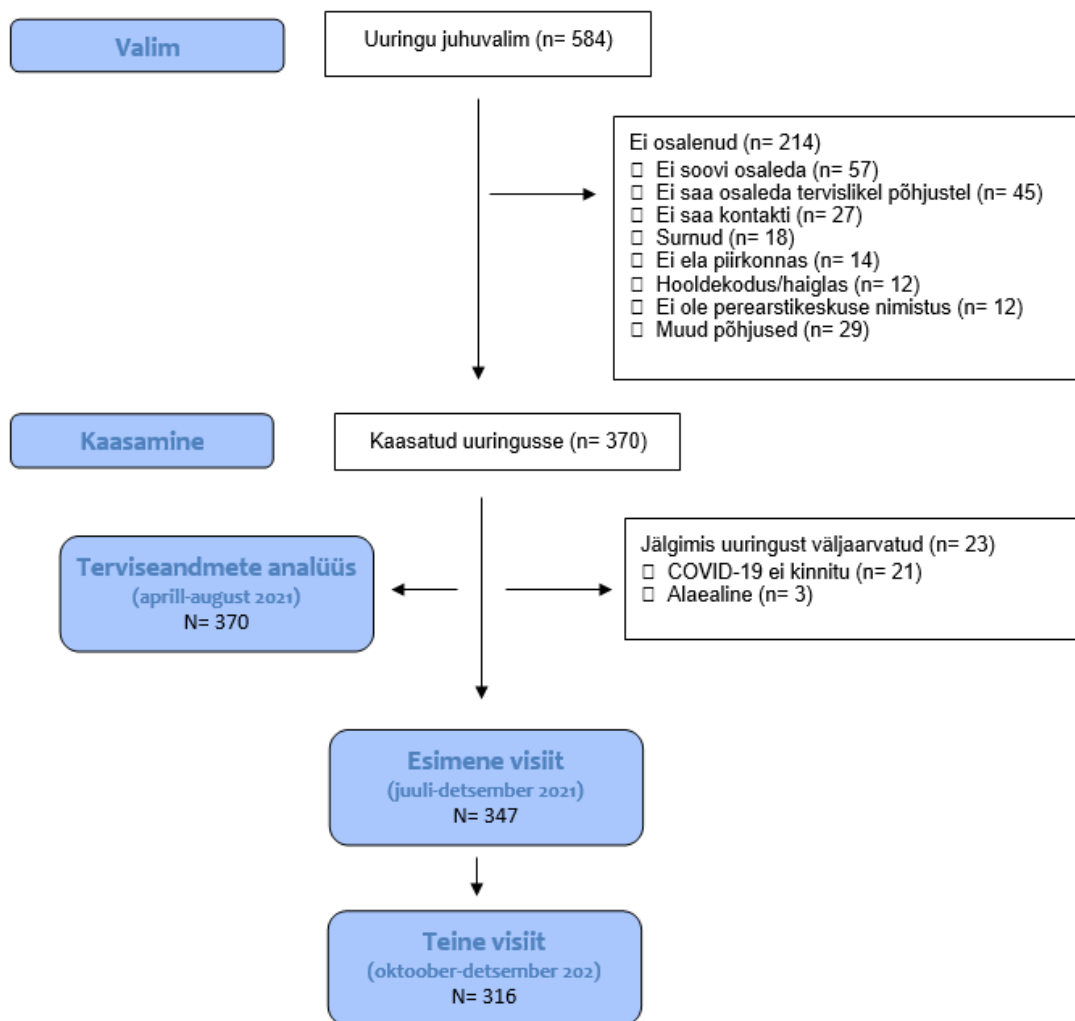 Valim
Uuringu juhuvalim (n= 584)
Ei osalenud (n= 214)
Ei soovi osaleda (n= 57)
Ei saa osaleda tervislikel põhjustel (n= 45)
Ei saa kontakti (n= 27)
Surnud (n= 18)
Ei ela piirkonnas (n= 14)
Hooldekodus/haiglas (n= 12)
Ei ole perearstikeskuse nimistus (n= 12)
Muud põhjused (n= 29)
Kaasamine
Kaasatud uuringusse (n= 370)
Terviseandmete analüüs
(aprill-august 2021)
N= 370
Jälgimis uuringust väljaarvatud (n= 23)
COVID-19 ei kinnitu (n= 21)
Alaealine (n= 3)
Esimene visiit
(juuli-detsember 2021)
N= 347
Teine visiit
(oktoober-detsember 202)
N= 316